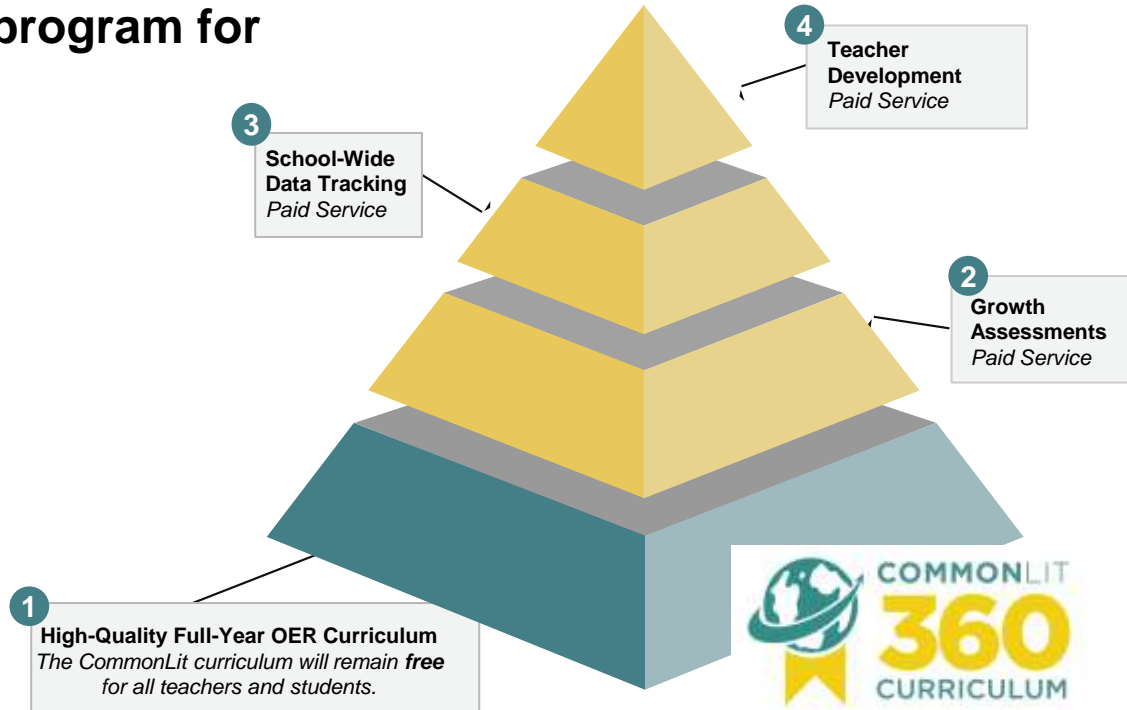 program for
4
Teacher
Development
Paid Service
3
School-Wide
Data Tracking
Paid Service
2
Growth
Assessments
Paid Service
1
High-Quality Full-Year OER Curriculum
The CommonLit curriculum will remain free
for all teachers and students.
COMMONLIT
360
CURRICULUM